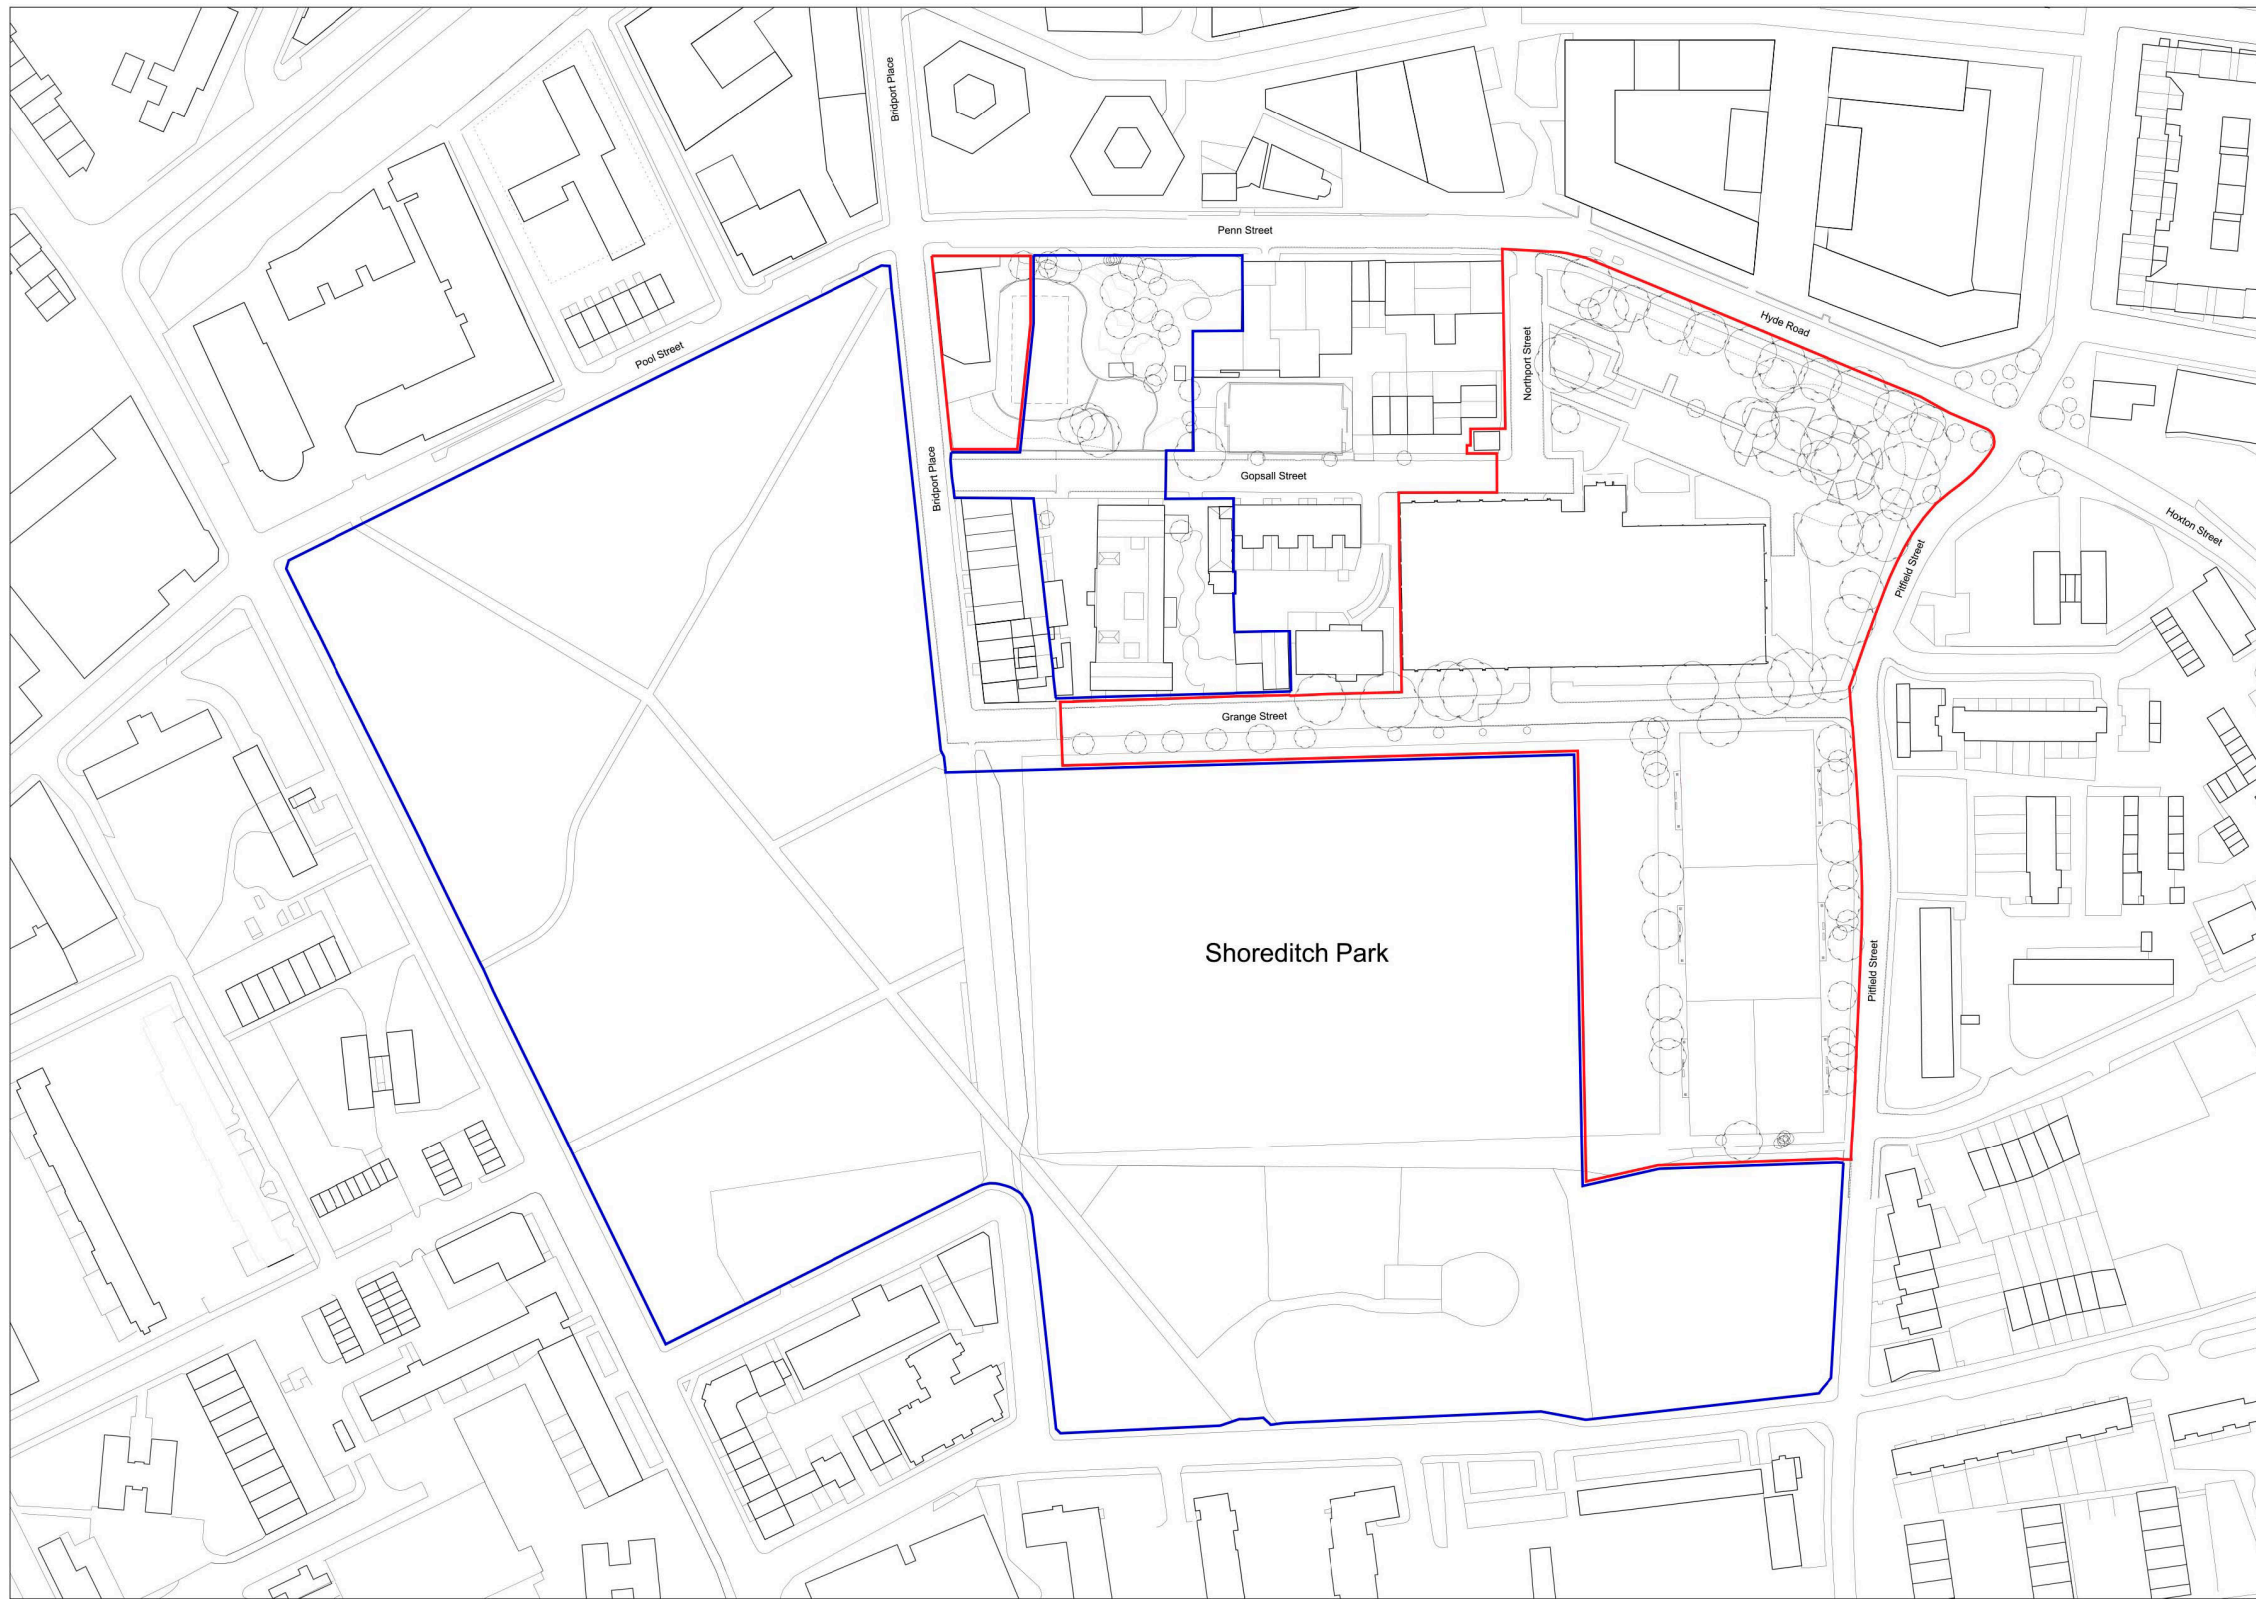 Bridport Place
Penn Street
Hyde Road
Pool Street
Northport Street
Bridport Place
Gopsall Street
Hoxton Street
Pitfield Street
Grange Street
Shoreditch Park
Pitfield Street